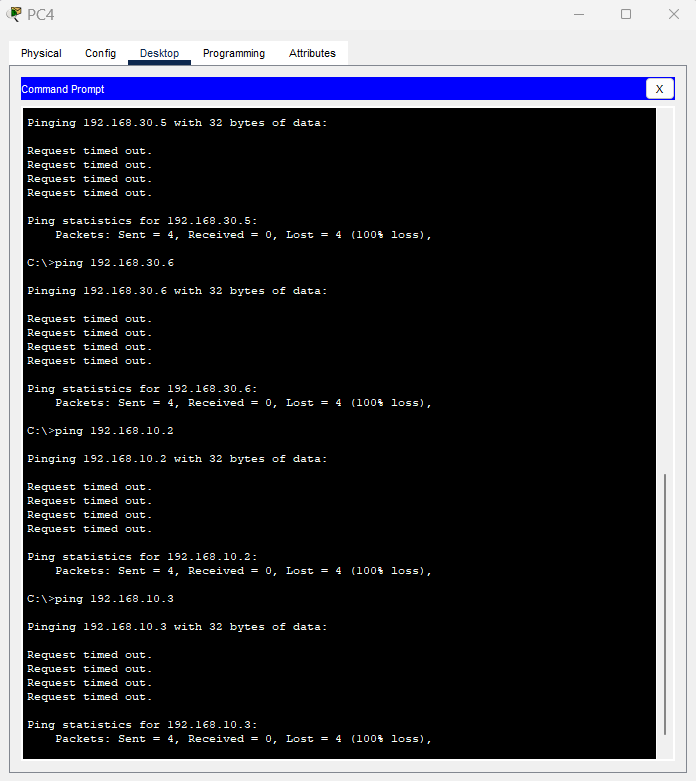 PC4
Physical Config Desktop Programming Attributes
Command Prompt X
Pinging 192.168.30.5 with 32 bytes of data:
Request timed out.
Request timed out.
Request timed out.
Request timed out.
Ping statistics for 192.168.30.5:
Packets: Sent = 4, Received = 0, Lost = 4 (100% loss),
C:\>ping 192.168.30.6
Pinging 192.168.30.6 with 32 bytes of data:
Request timed out.
Request timed out.
Request timed out.
Request timed out.
Ping statistics for 192.168.30.6:
Packets: Sent = 4, Received = 0, Lost = 4 (100% loss),
C:\>ping 192.168.10.2
Pinging 192.168.10.2 with 32 bytes of data:
Request timed out.
Request timed out.
Request timed out.
Request timed out.
Ping statistics for 192.168.10.2:
Packets: Sent = 4, Received = 0, Lost = 4 (100% loss),
C:\>ping 192.168.10.3
Pinging 192.168.10.3 with 32 bytes of data:
Request timed out.
Request timed out.
Request timed out.
Request timed out.
Ping statistics for 192.168.10.3:
Packets: Sent = 4, Received = 0, Lost = 4 (100% loss),